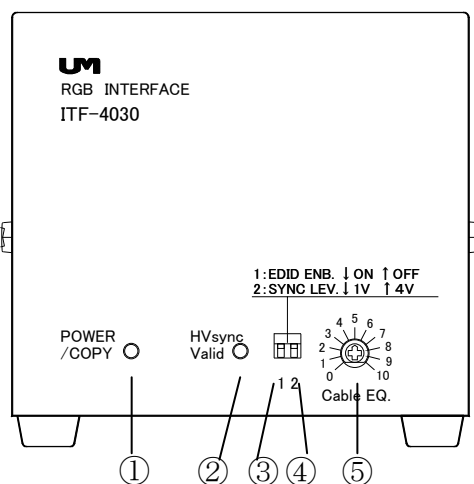 UM
RGB INTERFACE
ITF-4030
1:EDID ENB. ↓ON ↑OFF
2:SYNC LEV.↓1V ↑4V
POWER
/COPY
HVsync
Valid
1 2
0 1 2 3 4 5 6 7 8 9 10
Cable EQ.
① ② ③ ④ ⑤